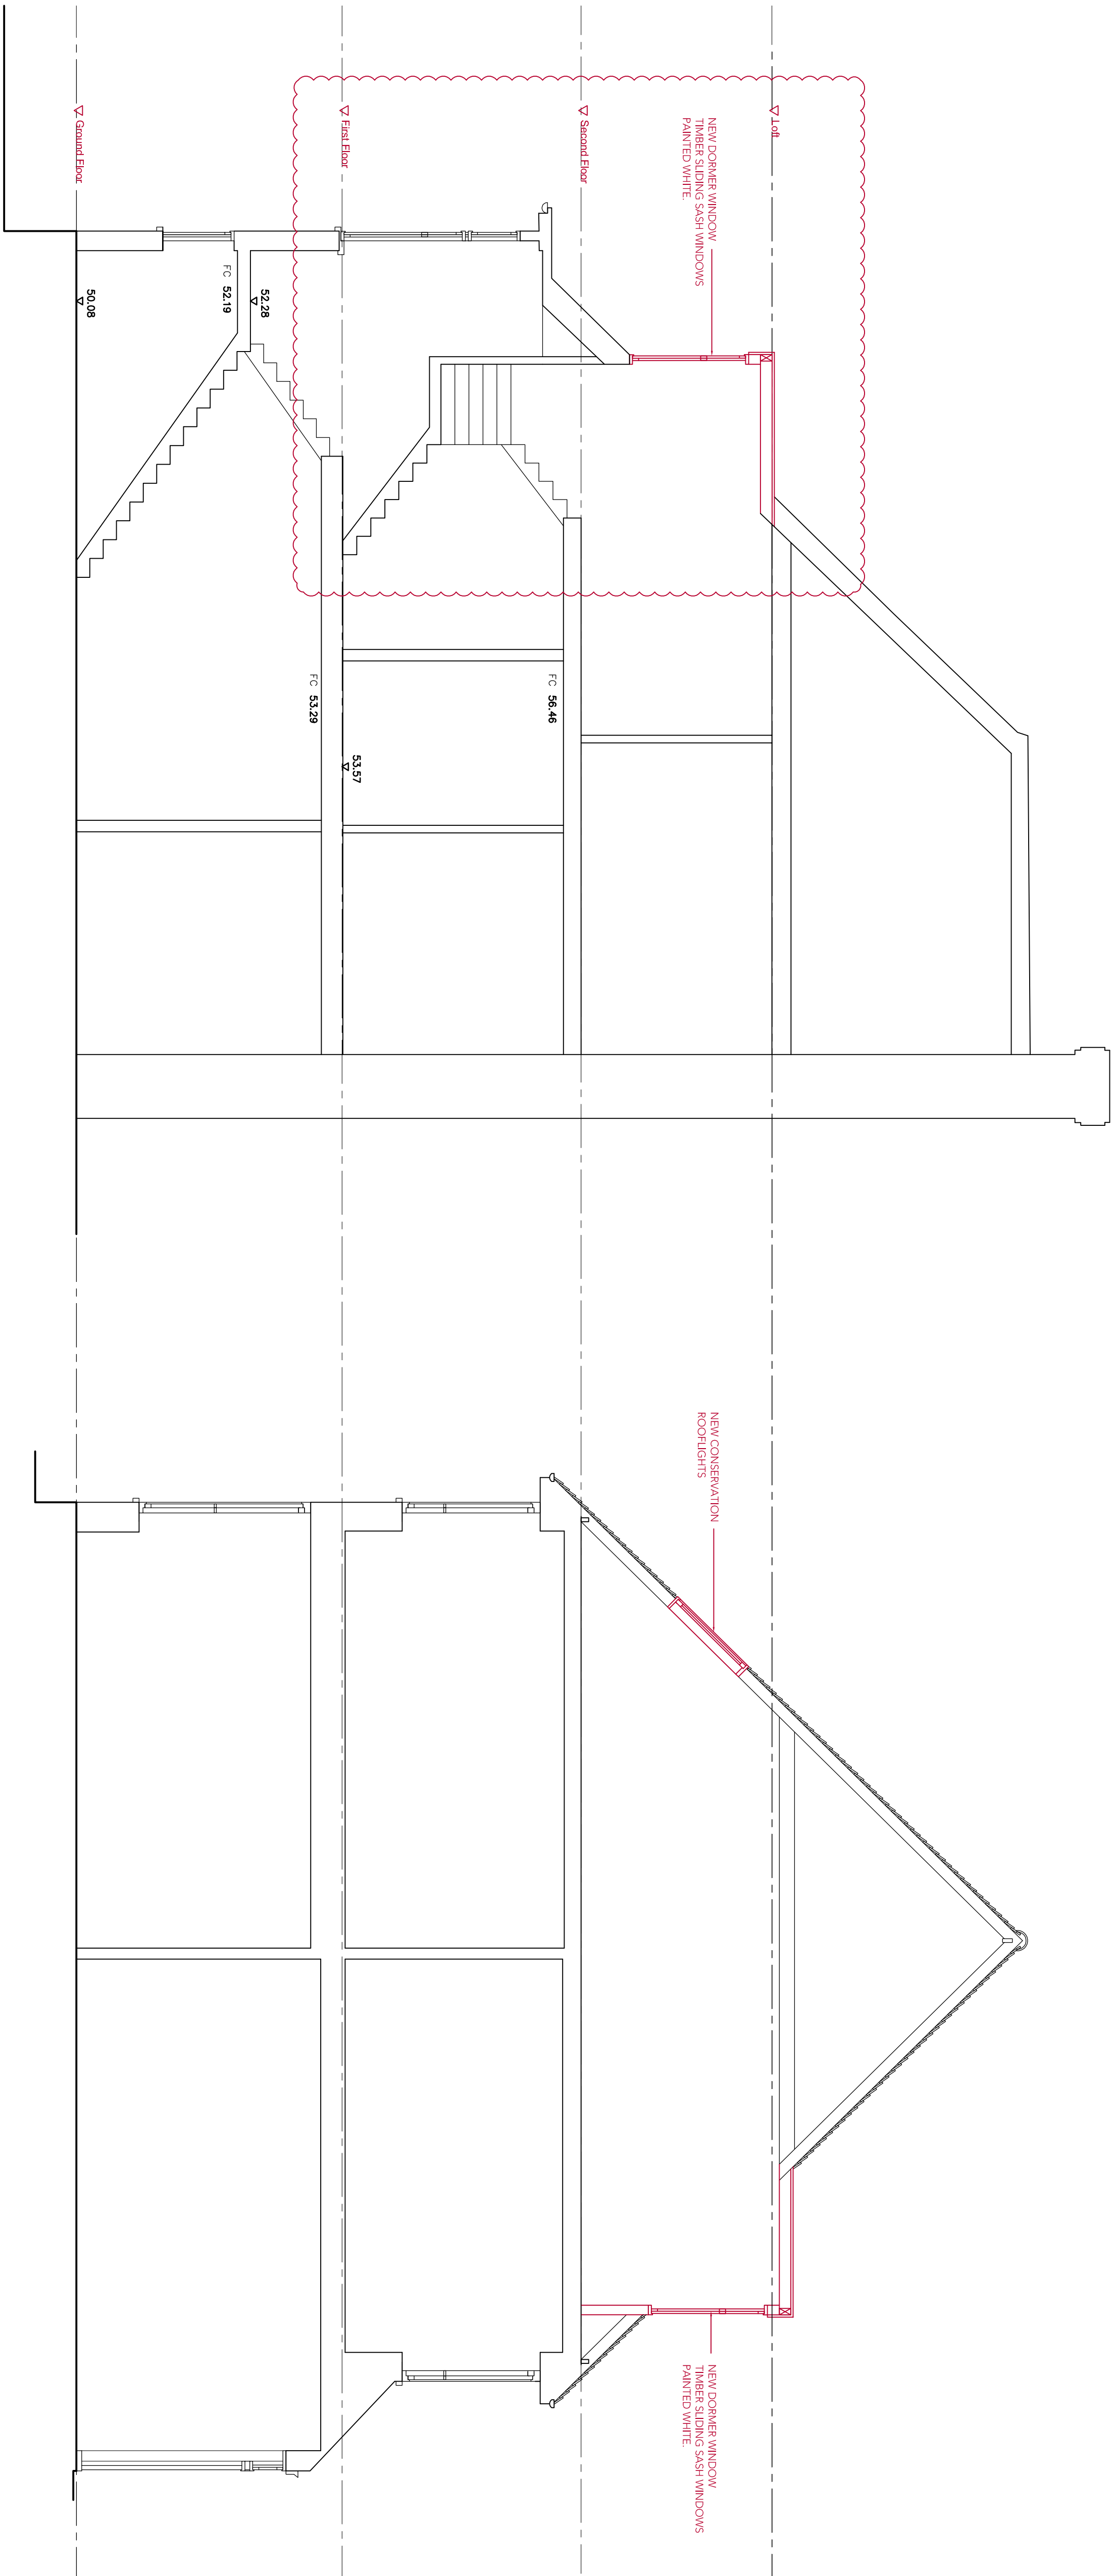 Loft
NEW DORMER WINDOW
TIMBER SLIDING SASH WINDOWS
PAINTED WHITE.
Second Floor
First Floor
Ground Floor
52.28
FC 52.19
50.08
FC 56.46
53.57
FC 53.29
NEW CONSERVATION
ROOFLIGHTS
NEW DORMER WINDOW
TIMBER SLIDING SASH WINDOWS
PAINTED WHITE.